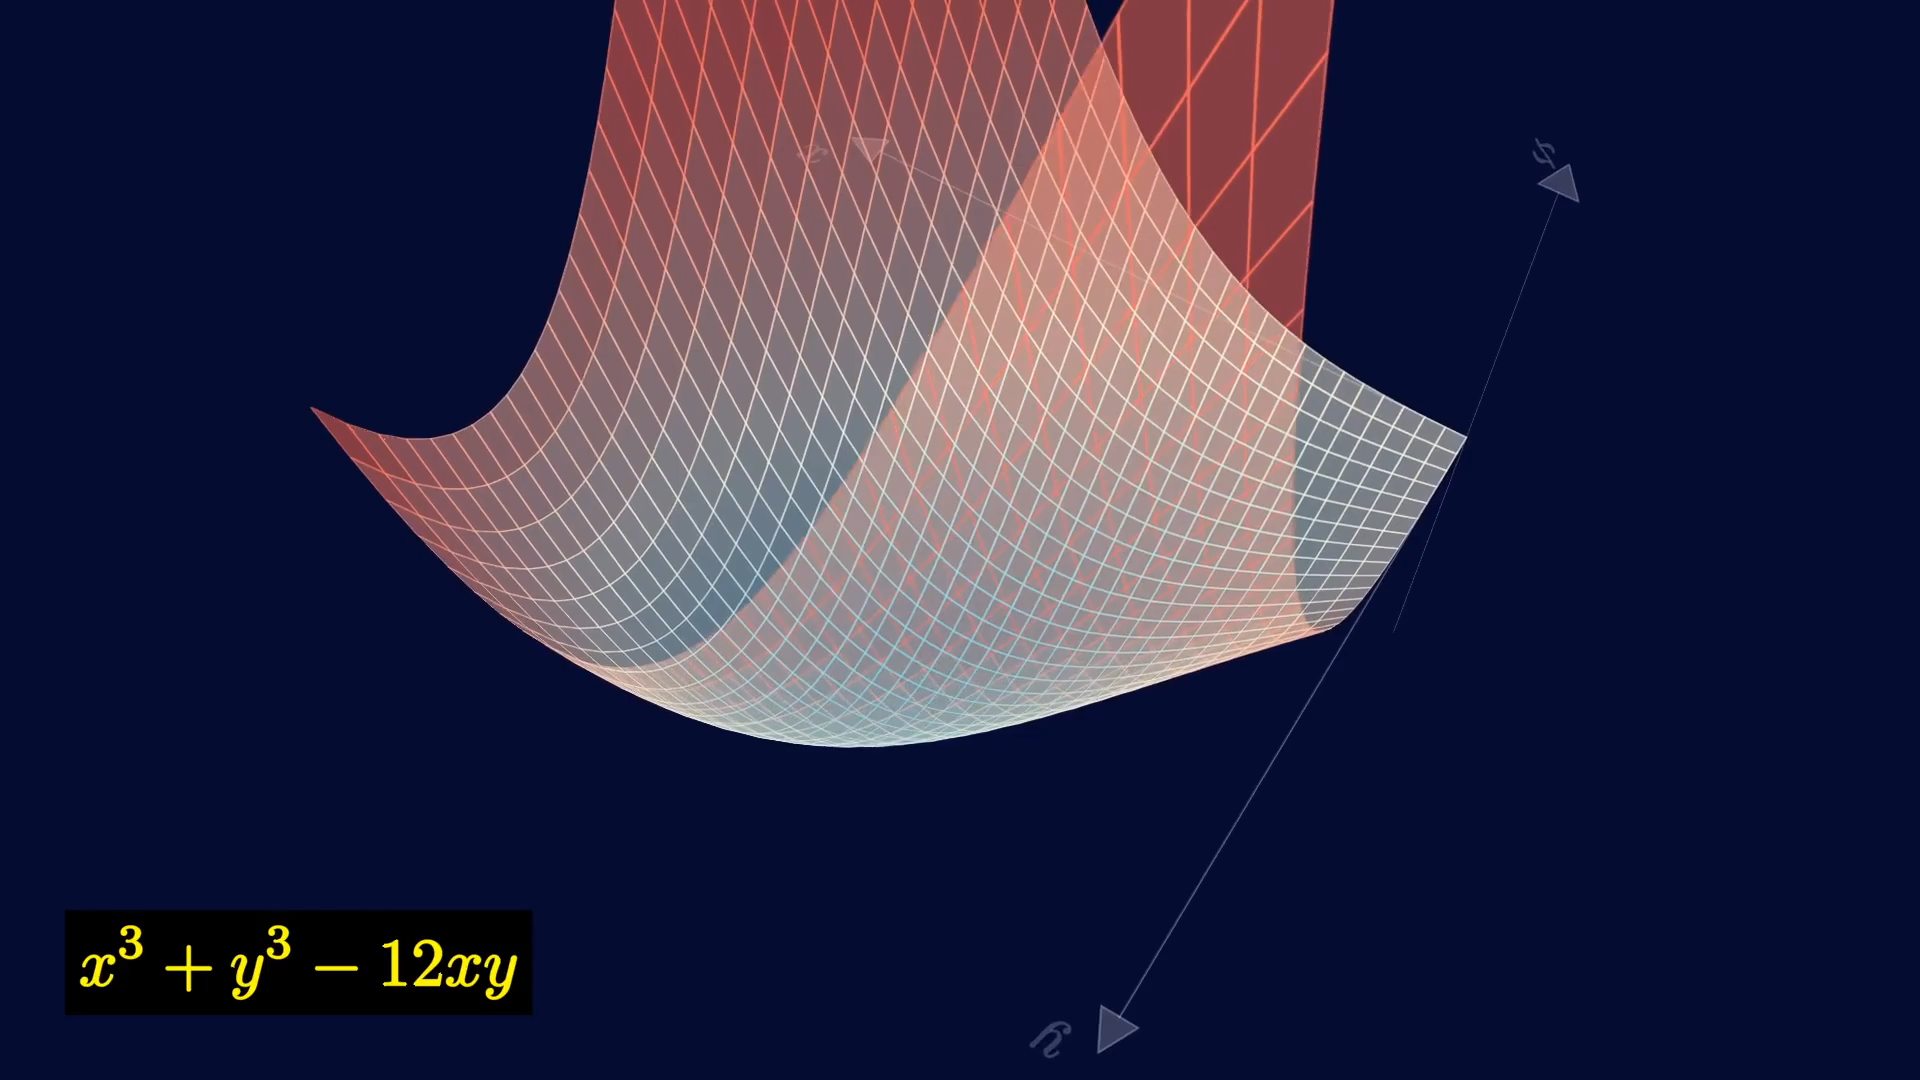 x
z
y
x³ + y³ − 12xy